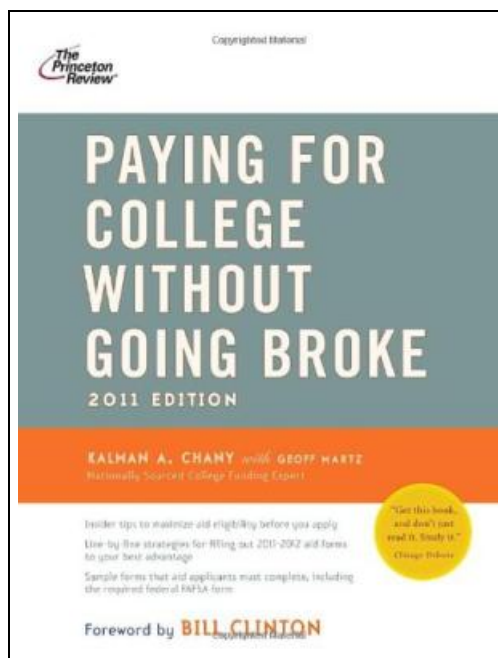 Copyrighted Material
The
Princeton
Review
PAYING FOR
COLLEGE
WITHOUT
GOING BROKE
2011 EDITION
KALMAN A. CHANY with GEOFF MARTZ
Nationally Sourced College Funding Expert
"Get this book,
and don't just
read it. Study it."
Chicago Tribune
Insider tips to maximize aid eligibility before you apply
Line-by-line strategies for filling out 2011-2012 aid forms
to your best advantage
Sample forms that aid applicants must complete, including
the required federal FAFSA form
Foreword by BILL CLINTON
Copyrighted Material